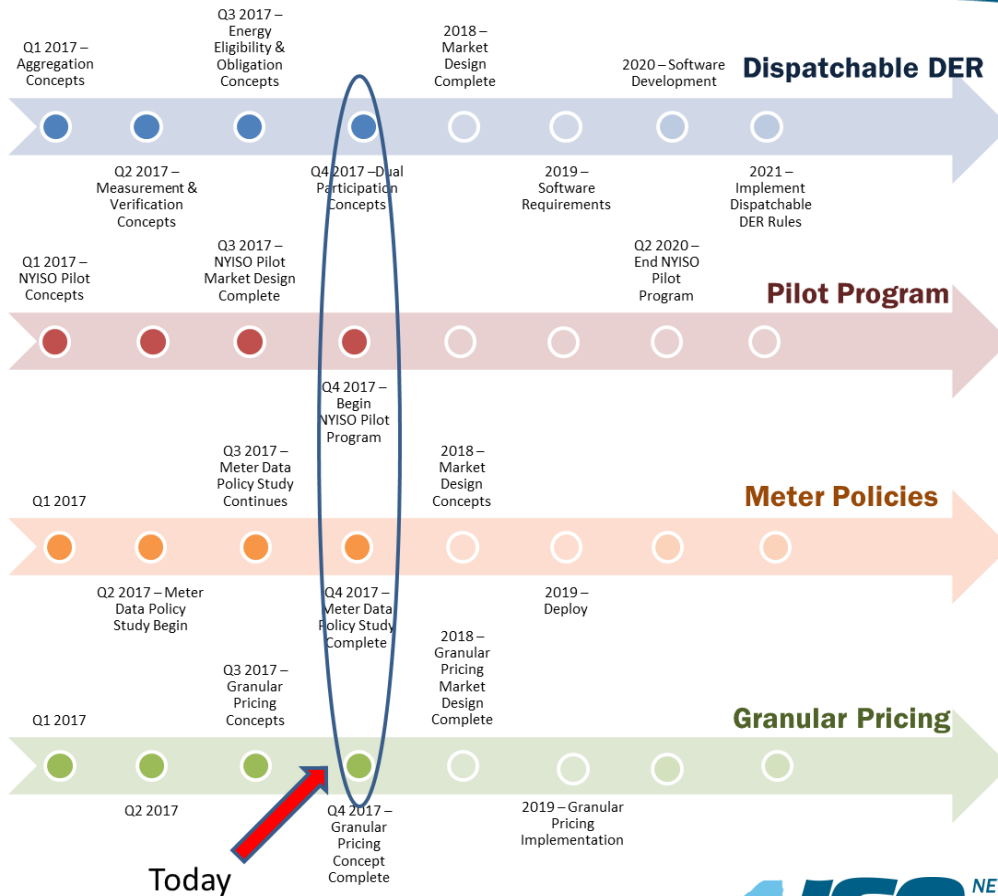 Q1 2017 –
Aggregation
Concepts
Q3 2017 –
Energy
Eligibility &
Obligation
Concepts
2018 –
Market
Design
Complete
2020 – Software
Development
Dispatchable DER
Q2 2017 –
Measurement &
Verification
Concepts
Q4 2017 –Dual
Participation
Concepts
2019 –
Software
Requirements
2021 –
Implement
Dispatchable
DER Rules
Q1 2017 –
NYISO Pilot
Concepts
Q3 2017 –
NYISO Pilot
Market Design
Complete
Q2 2020 –
End NYISO
Pilot
Program
Pilot Program
Q4 2017 –
Begin
NYISO Pilot
Program
Q1 2017
Q3 2017 –
Meter Data
Policy Study
Continues
2018 –
Market
Design
Concepts
Meter Policies
Q2 2017 – Meter
Data Policy
Study Begin
Q4 2017 –
Meter Data
Policy Study
Complete
2019 –
Deploy
Q1 2017
Q3 2017 –
Granular
Pricing
Concepts
2018 –
Granular
Pricing
Market
Design
Complete
Granular Pricing
Q2 2017
Q4 2017 –
Granular
Pricing
Concept
Complete
2019 – Granular
Pricing
Implementation
Today